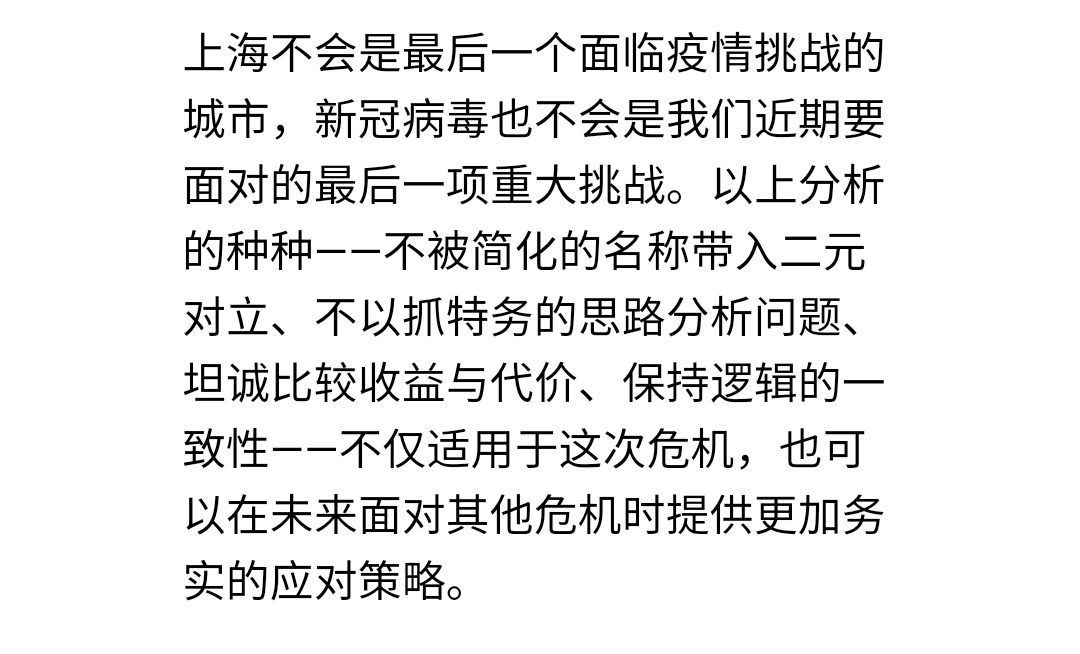 上海不会是最后一个面临疫情挑战的
城市，新冠病毒也不会是我们近期要
面对的最后一项重大挑战。以上分析
的种种——不被简化的名称带入二元
对立、不以抓特务的思路分析问题、
坦诚比较收益与代价、保持逻辑的一
致性——不仅适用于这次危机，也可
以在未来面对其他危机时提供更加务
实的应对策略。